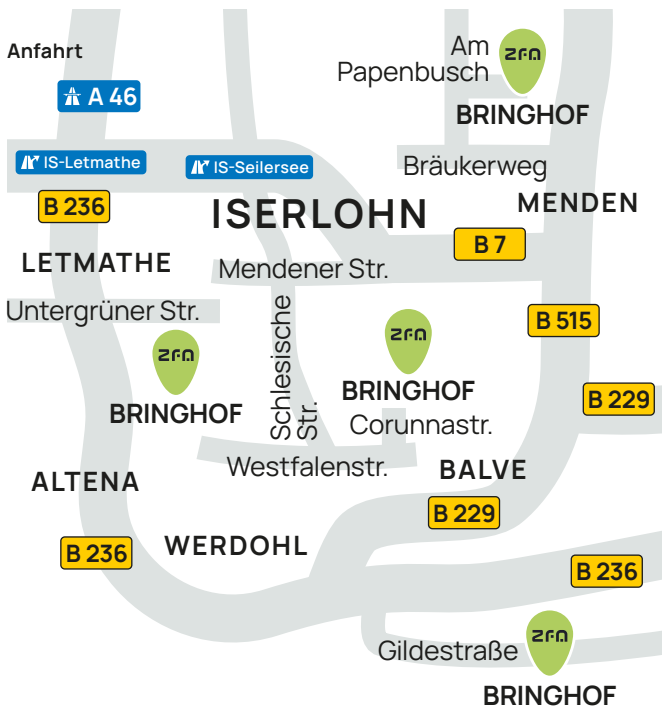 Anfahrt
Am
Papenbusch
zfa
BRINGHOF
A 46
IS-Letmathe
IS-Seilersee
Bräukerweg
B 236
ISERLOHN
MENDEN
B 7
LETMATHE
Mendener Str.
Untergrüner Str.
Schlesische
Str.
B 515
zfa
BRINGHOF
zfa
BRINGHOF
B 229
Corunnastr.
Westfalenstr.
BALVE
ALTENA
B 229
B 236
WERDOHL
B 236
Gildestraße
zfa
BRINGHOF